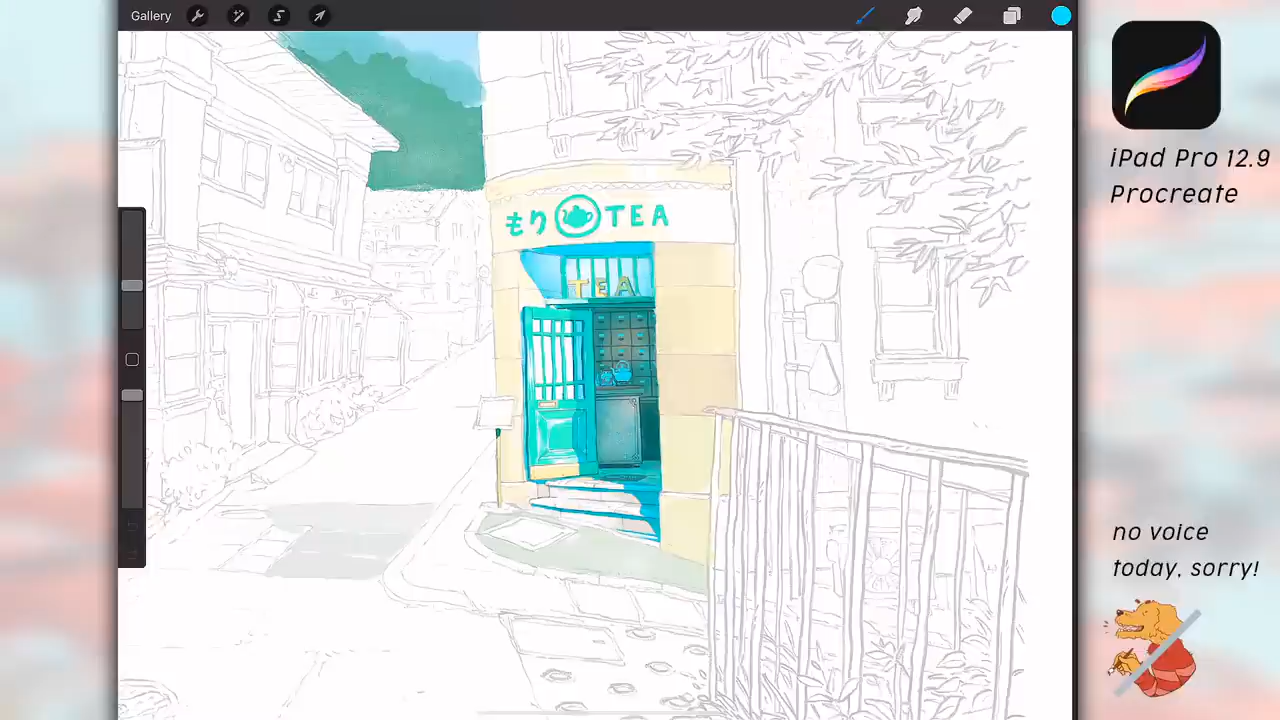 Gallery
iPad Pro 12.9
Procreate
もり TEA
TEA
no voice
today, sorry!